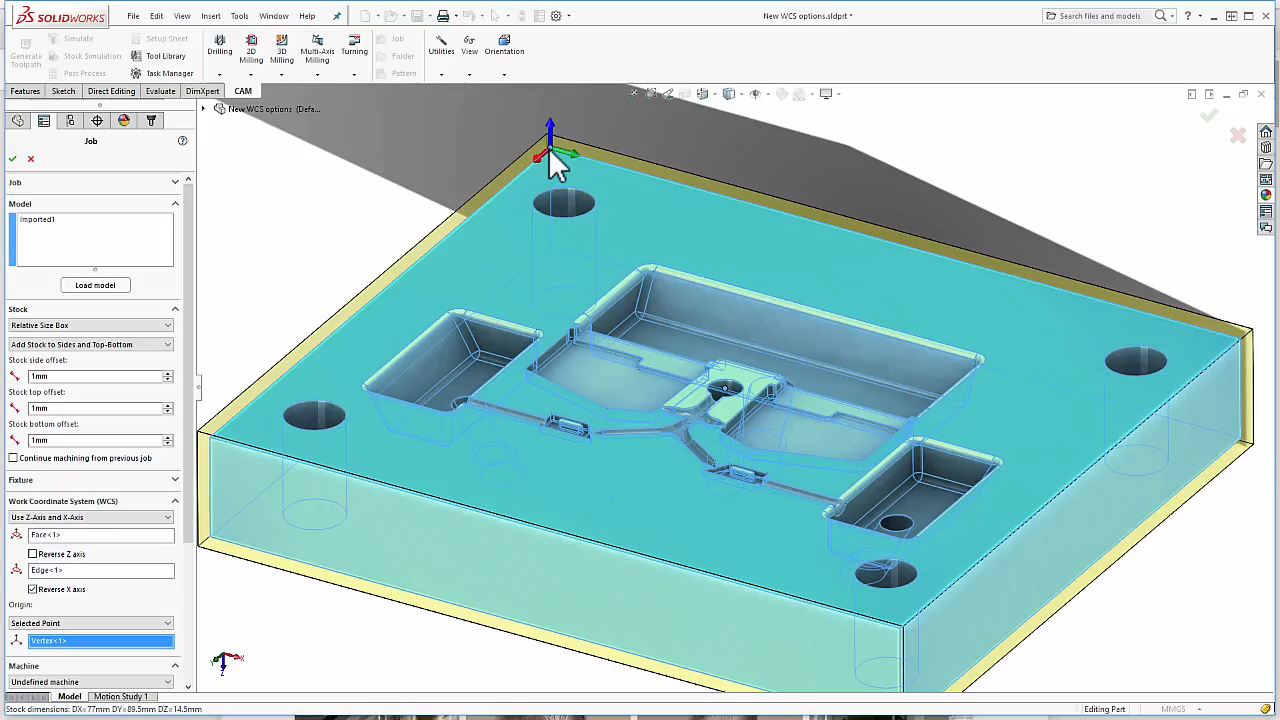 SOLIDWORKS
File Edit View Insert Tools Window Help
New WCS options.sldprt *
Search files and models
Generate Toolpath
Simulate
Stock Simulation
Post Process
Setup Sheet
Tool Library
Task Manager
Drilling
2D Milling
3D Milling
Multi-Axis Milling
Turning
Job
Folder
Pattern
Utilities
View
Orientation
Features Sketch Direct Editing Evaluate DimXpert CAM
New WCS options (Defa...
Job
Job
Model
Imported1
Load model
Stock
Relative Size Box
Add Stock to Sides and Top-Bottom
Stock side offset:
1mm
Stock top offset:
1mm
Stock bottom offset:
1mm
Continue machining from previous job
Fixture
Work Coordinate System (WCS)
Use Z-Axis and X-Axis
Face<1>
Reverse Z axis
Edge<1>
Reverse X axis
Origin:
Selected Point
Vertex<1>
Machine
Undefined machine
Model Motion Study 1
Stock dimensions: DX=77mm DY=89.5mm DZ=14.5mm
Editing Part
MMGS